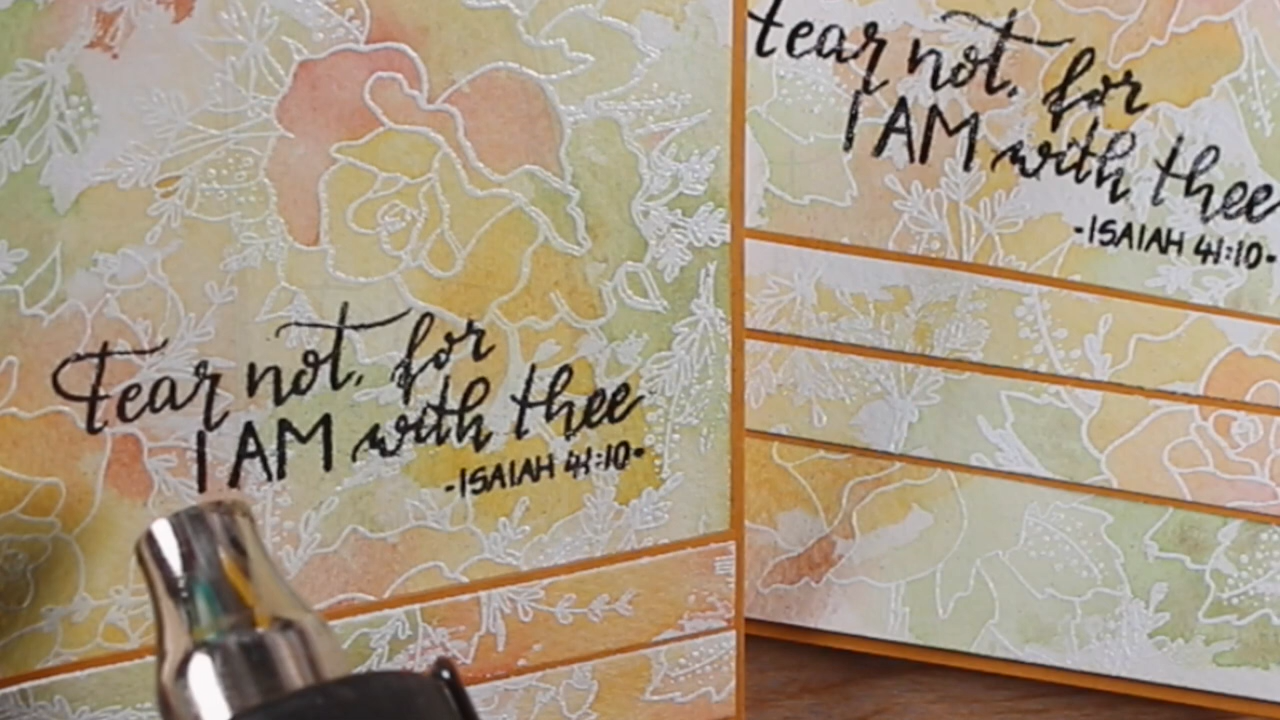 fear not, for
I AM with thee
-ISAIAH 41:10-
fear not, for
I AM with thee
-ISAIAH 41:10-